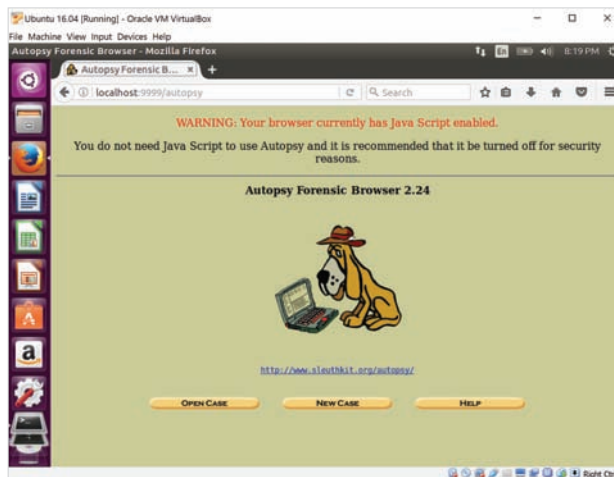 Ubuntu 16.04 [Running] - Oracle VM VirtualBox
File Machine View Input Devices Help
Autopsy Forensic Browser - Mozilla Firefox
En
8:19 PM
Autopsy Forensic B... × +
localhost:9999/autopsy
Search
WARNING: Your browser currently has Java Script enabled.
You do not need Java Script to use Autopsy and it is recommended that it be turned off for security
reasons.
Autopsy Forensic Browser 2.24
http://www.sleuthkit.org/autopsy/
OPEN CASE
NEW CASE
HELP
Right Ctrl